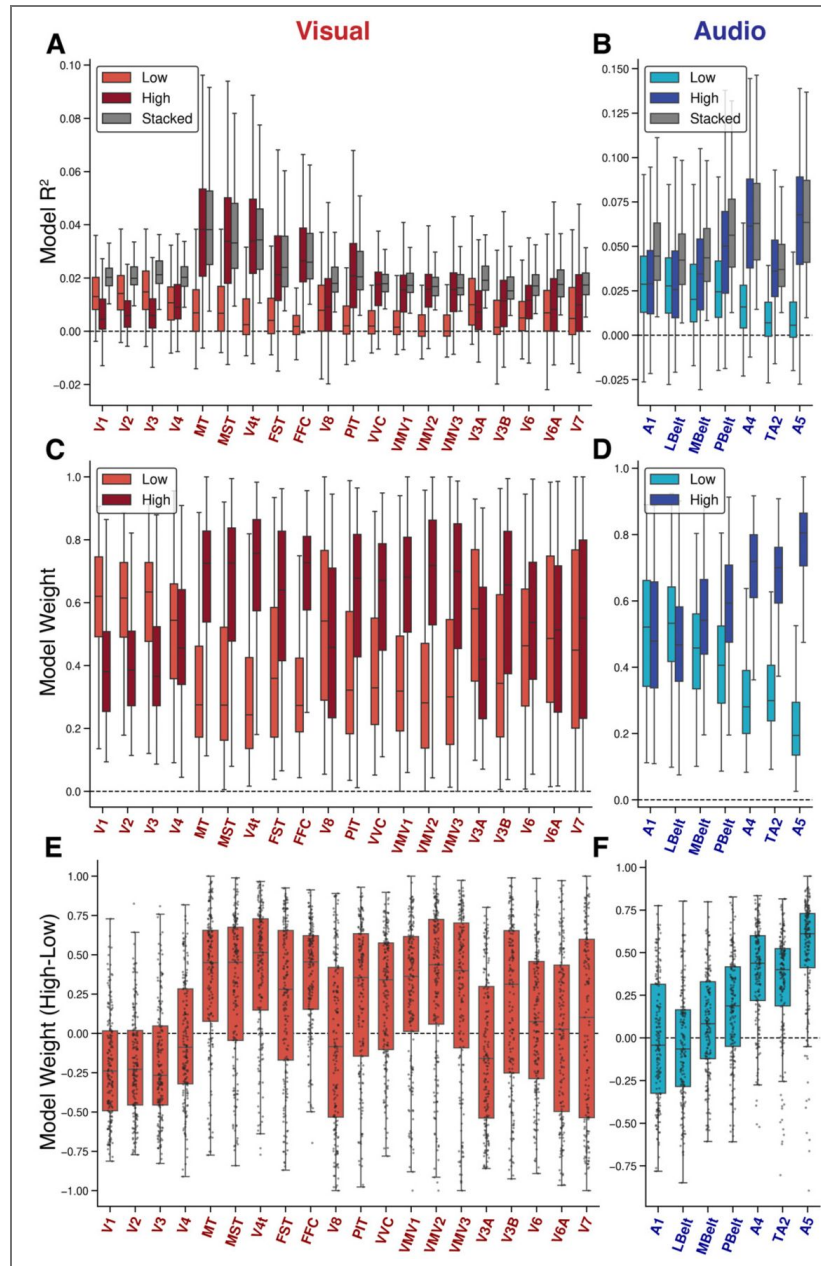 Visual
Audio
A
B
Low
High
Stacked
Low
High
Stacked
Model R²
0.10
0.08
0.06
0.04
0.02
0.00
−0.02
0.150
0.125
0.100
0.075
0.050
0.025
0.000
−0.025
V1 V2 V3 V4 MT MST V4t FST FFC V8 PIT VVC VMV1 VMV2 VMV3 V3A V3B V6 V6A V7
A1 LBelt MBelt PBelt A4 TA2 A5
C
D
Low
High
Low
High
Model Weight
1.0
0.8
0.6
0.4
0.2
0.0
1.0
0.8
0.6
0.4
0.2
0.0
V1 V2 V3 V4 MT MST V4t FST FFC V8 PIT VVC VMV1 VMV2 VMV3 V3A V3B V6 V6A V7
A1 LBelt MBelt PBelt A4 TA2 A5
E
F
Model Weight (High-Low)
1.00
0.75
0.50
0.25
0.00
−0.25
−0.50
−0.75
−1.00
1.00
0.75
0.50
0.25
0.00
−0.25
−0.50
−0.75
V1 V2 V3 V4 MT MST V4t FST FFC V8 PIT VVC VMV1 VMV2 VMV3 V3A V3B V6 V6A V7
A1 LBelt MBelt PBelt A4 TA2 A5